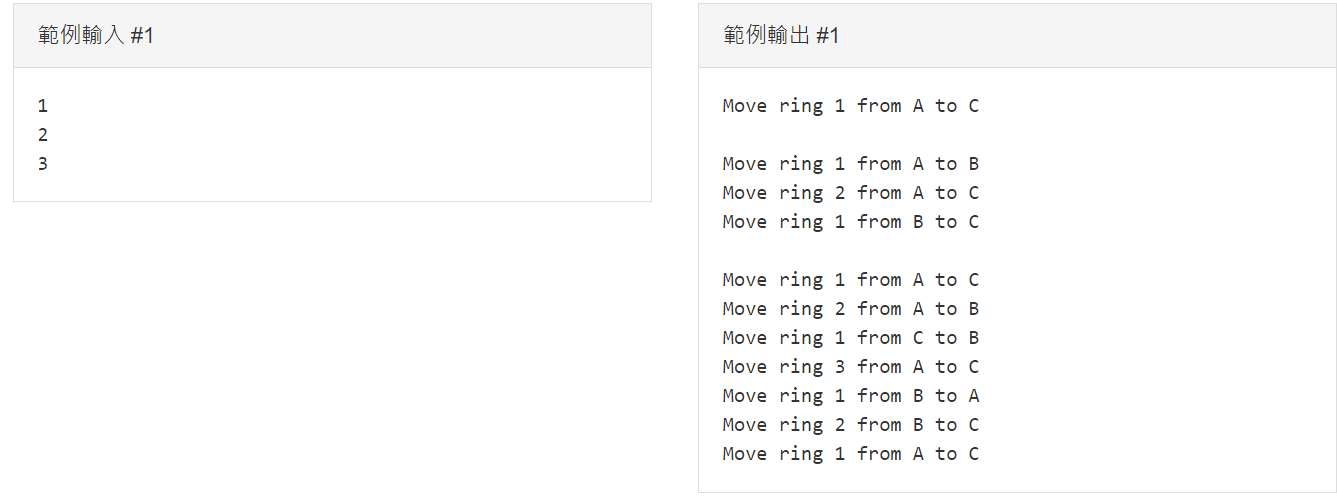 範例輸入 #1
1
2
3
範例輸出 #1
Move ring 1 from A to C
Move ring 1 from A to B
Move ring 2 from A to C
Move ring 1 from B to C
Move ring 1 from A to C
Move ring 2 from A to B
Move ring 1 from C to B
Move ring 3 from A to C
Move ring 1 from B to A
Move ring 2 from B to C
Move ring 1 from A to C